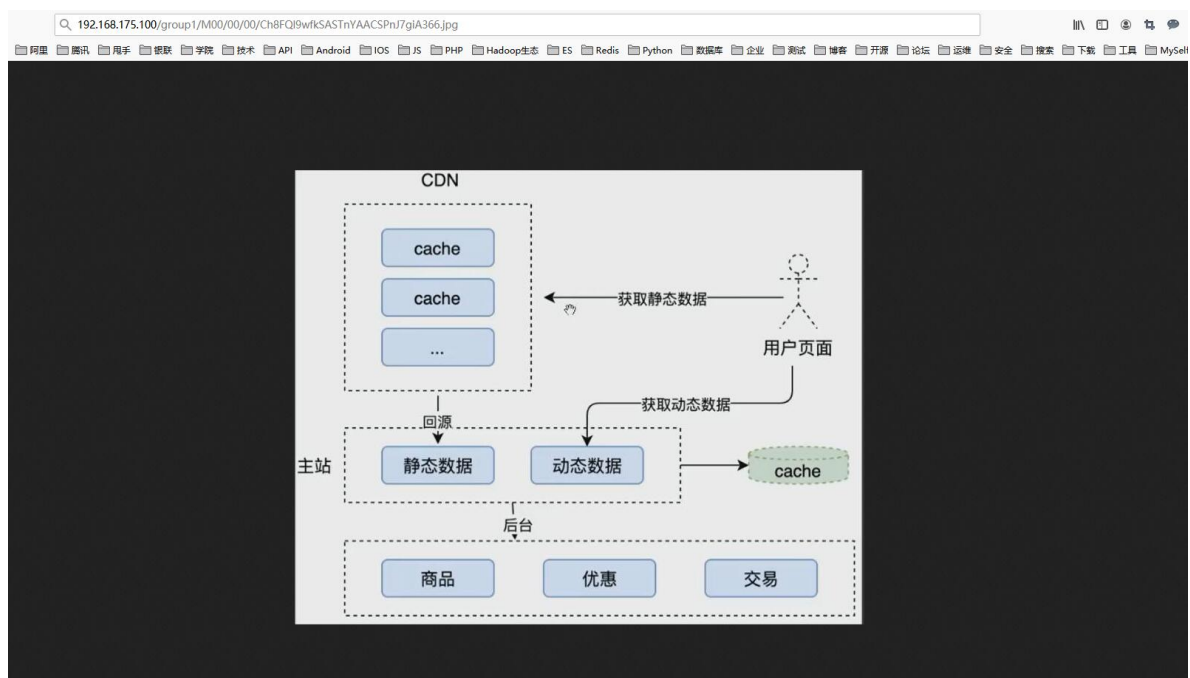 192.168.175.100/group1/M00/00/00/Ch8FQl9wfkSASTnYAACSPnJ7giA366.jpg
阿里 腾讯 甩手 银联 学院 技术 API Android IOS JS PHP Hadoop生态 ES Redis Python 数据库 企业 测试 博客 开源 论坛 运维 安全 搜索 下载 工具 MySelf
CDN
cache
cache
...
获取静态数据
用户页面
获取动态数据
回源
主站
静态数据
动态数据
cache
后台
商品
优惠
交易